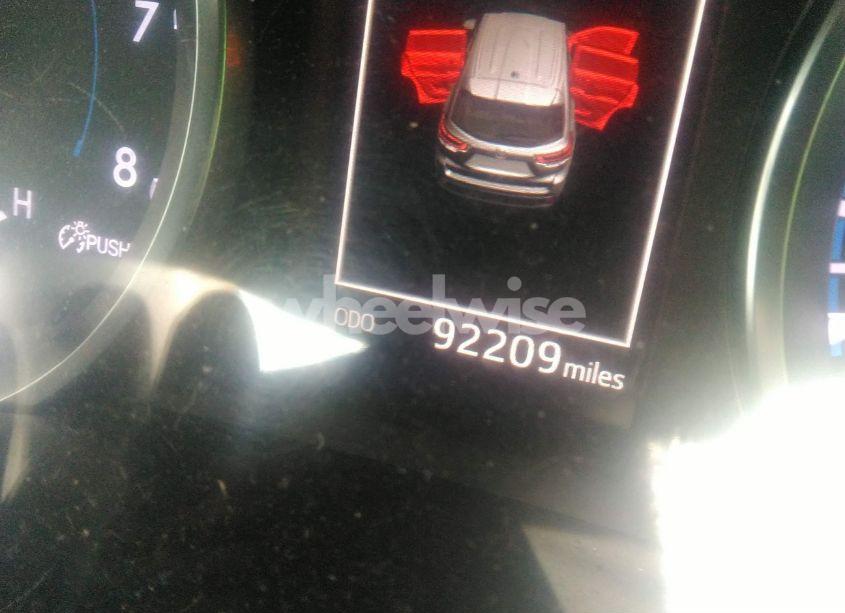 7
8
H
PUSH
wheelwise
ODO 92209 miles